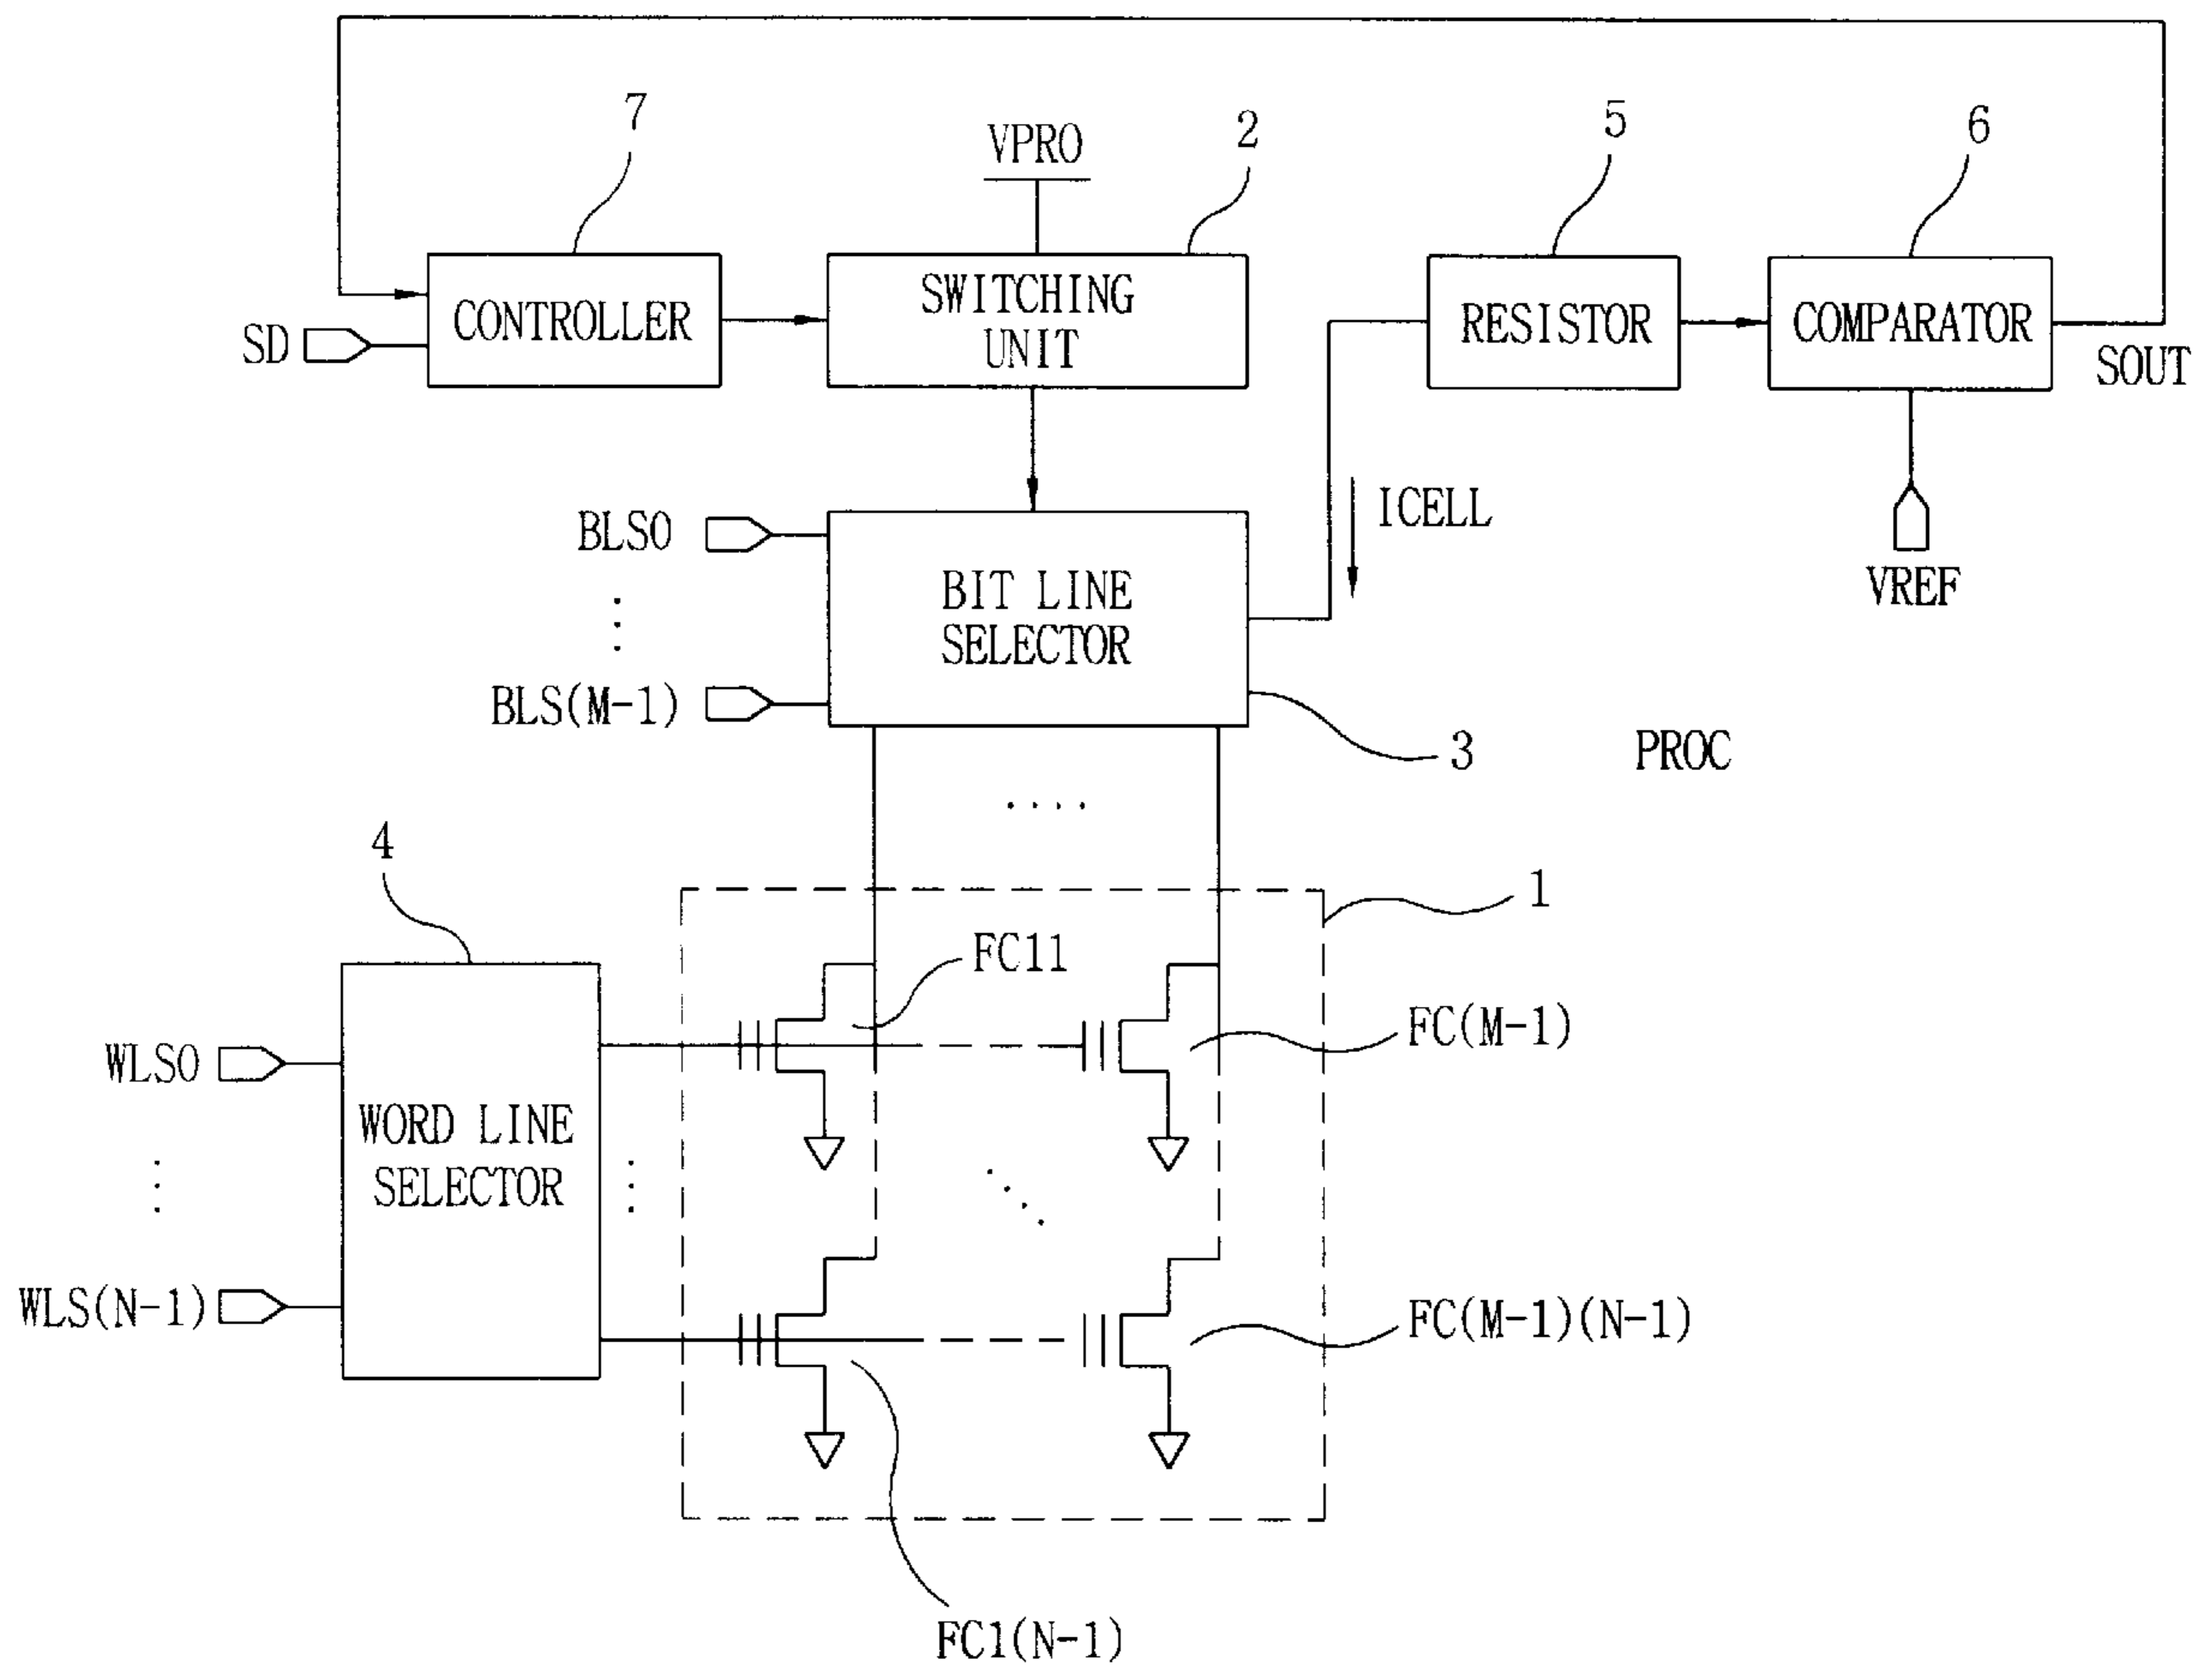 7
VPRO
2
5
6
CONTROLLER
SWITCHING
UNIT
RESISTOR
COMPARATOR
SD
SOUT
BLS0
ICELL
BIT LINE
SELECTOR
VREF
BLS(M-1)
3
PROC
4
1
FC11
FC(M-1)
WLS0
WORD LINE
SELECTOR
WLS(N-1)
FC(M-1)(N-1)
FC1(N-1)